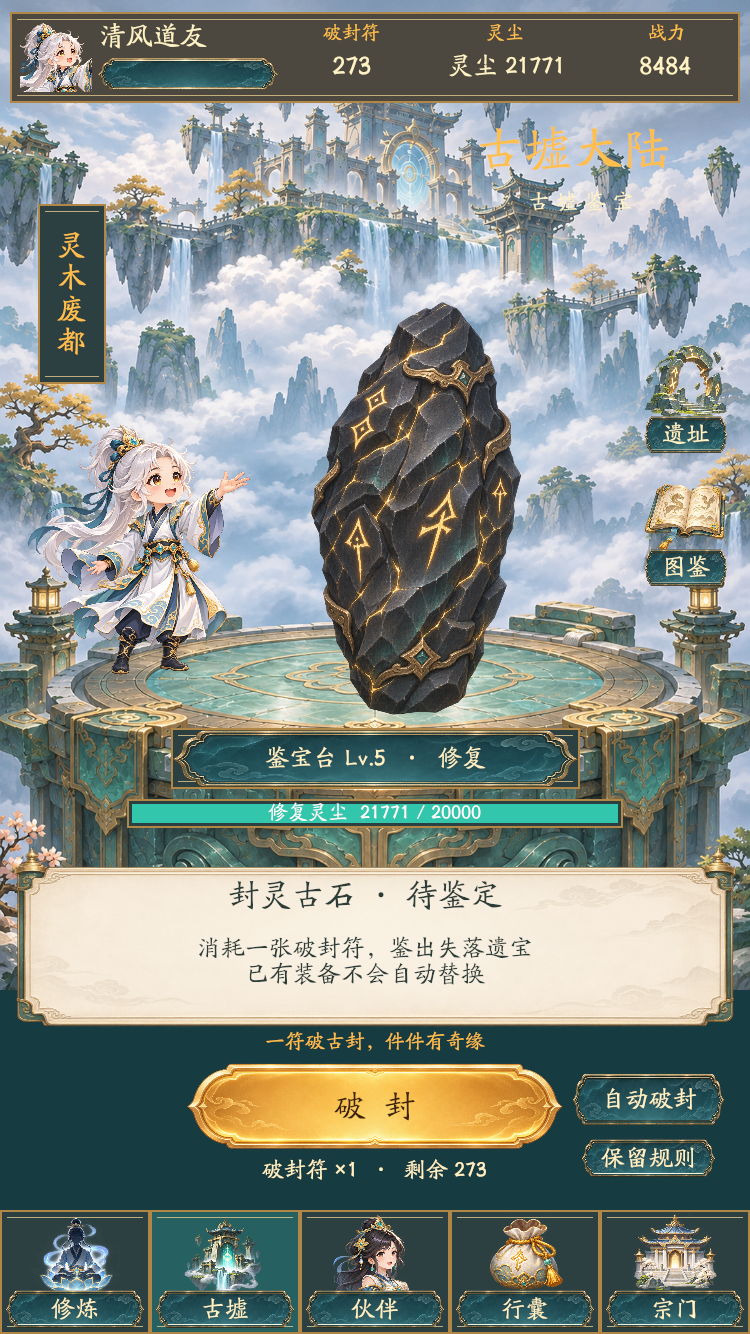 清风道友
破封符
灵尘
战力
273
灵尘 21771
8484
古墟大陆
灵木废都
遗址
图鉴
鉴宝台 Lv.5 · 修复
修复灵尘 21771 / 20000
封灵古石 · 待鉴定
消耗一张破封符，鉴出失落遗宝
已有装备不会自动替换
一符破古封，件件有奇缘
破封
自动破封
破封符 ×1 · 剩余 273
保留规则
修炼
古墟
伙伴
行囊
宗门